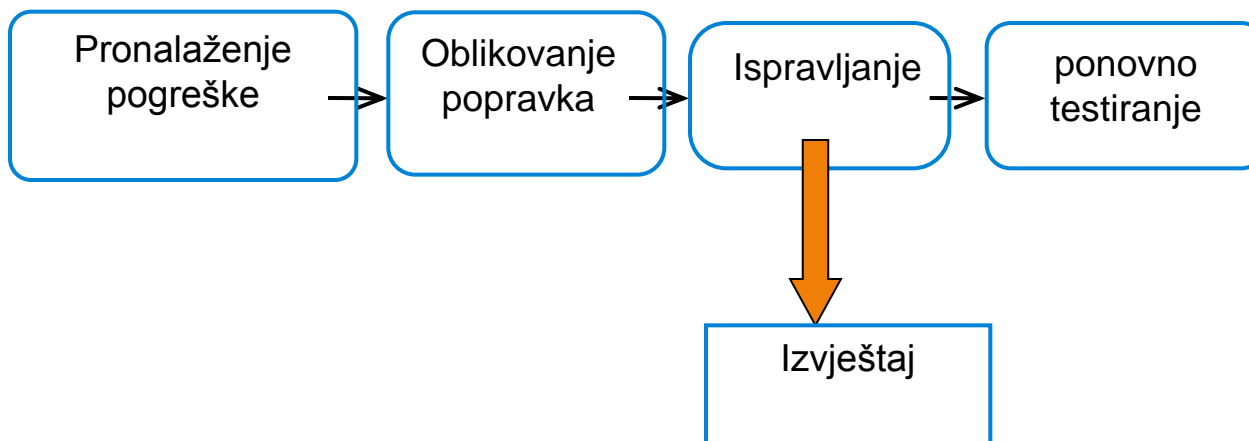 Pronalaženje
pogreške
Oblikovanje
popravka
Ispravljanje
ponovno
testiranje
Izvještaj